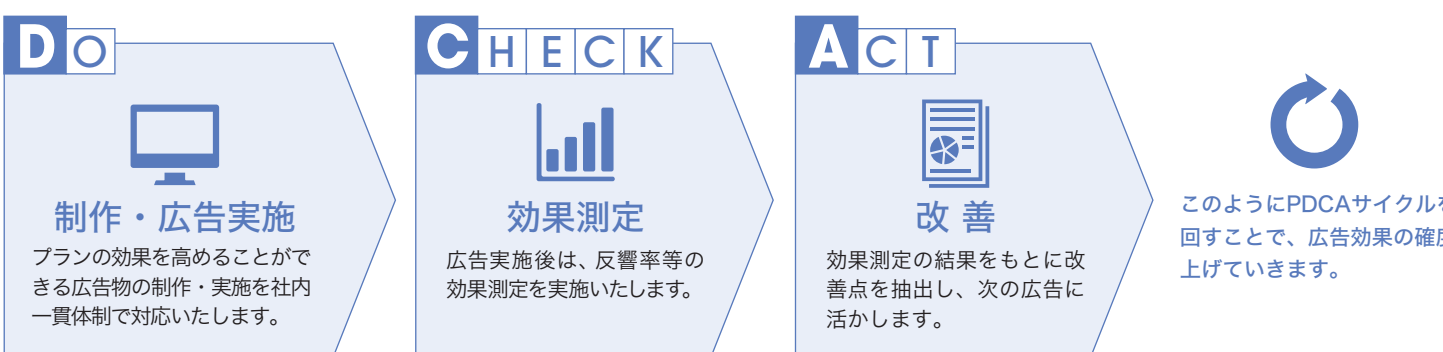 DO
制作・広告実施
プランの効果を高めることがで
きる広告物の制作・実施を社内
一貫体制で対応いたします。
CHECK
効果測定
広告実施後は、反響率等の
効果測定を実施いたします。
ACT
改 善
効果測定の結果をもとに改
善点を抽出し、次の広告に
活かします。
このようにPDCAサイクルを
回すことで、広告効果の確度
上げていきます。